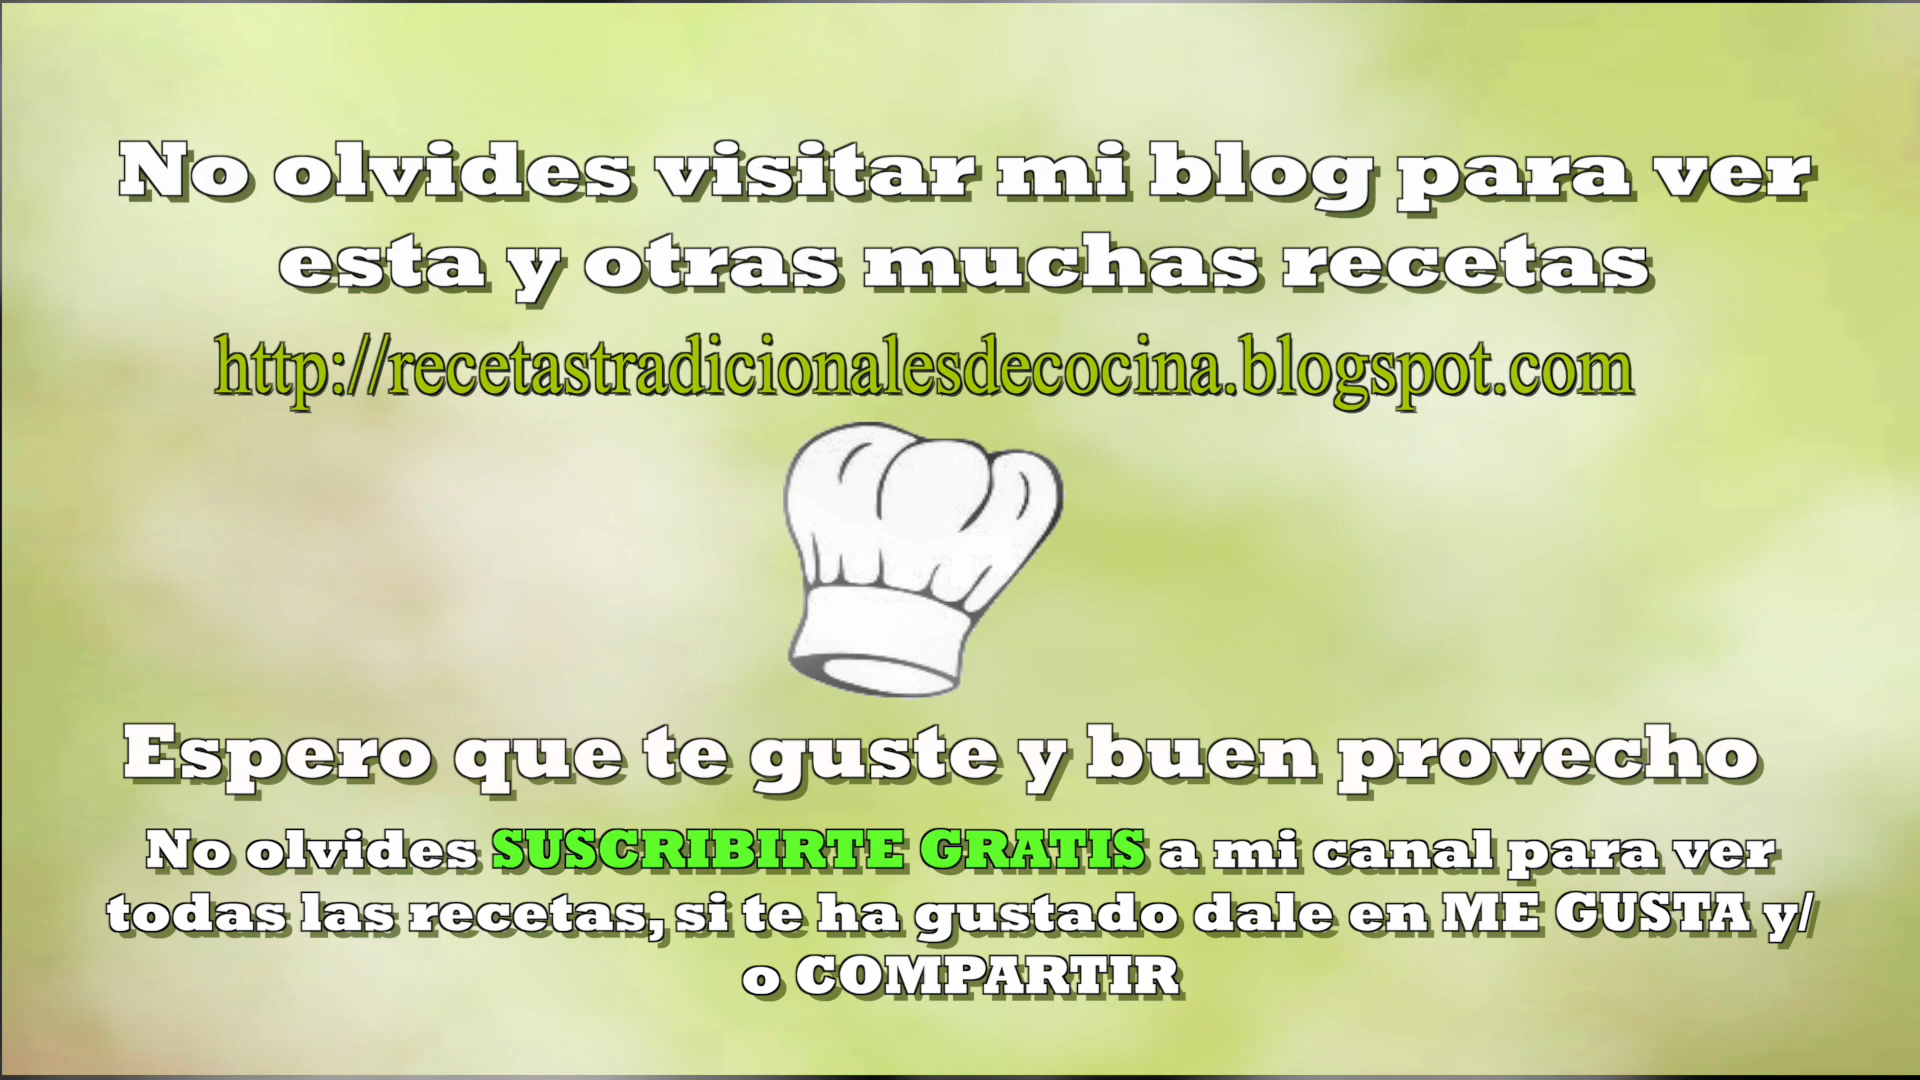 No olvides visitar mi blog para ver
esta y otras muchas recetas
http://recetastradicionalesdecocina.blogspot.com
Espero que te guste y buen provecho
No olvides SUSCRIBIRTE GRATIS a mi canal para ver
todas las recetas, si te ha gustado dale en ME GUSTA y/
o COMPARTIR